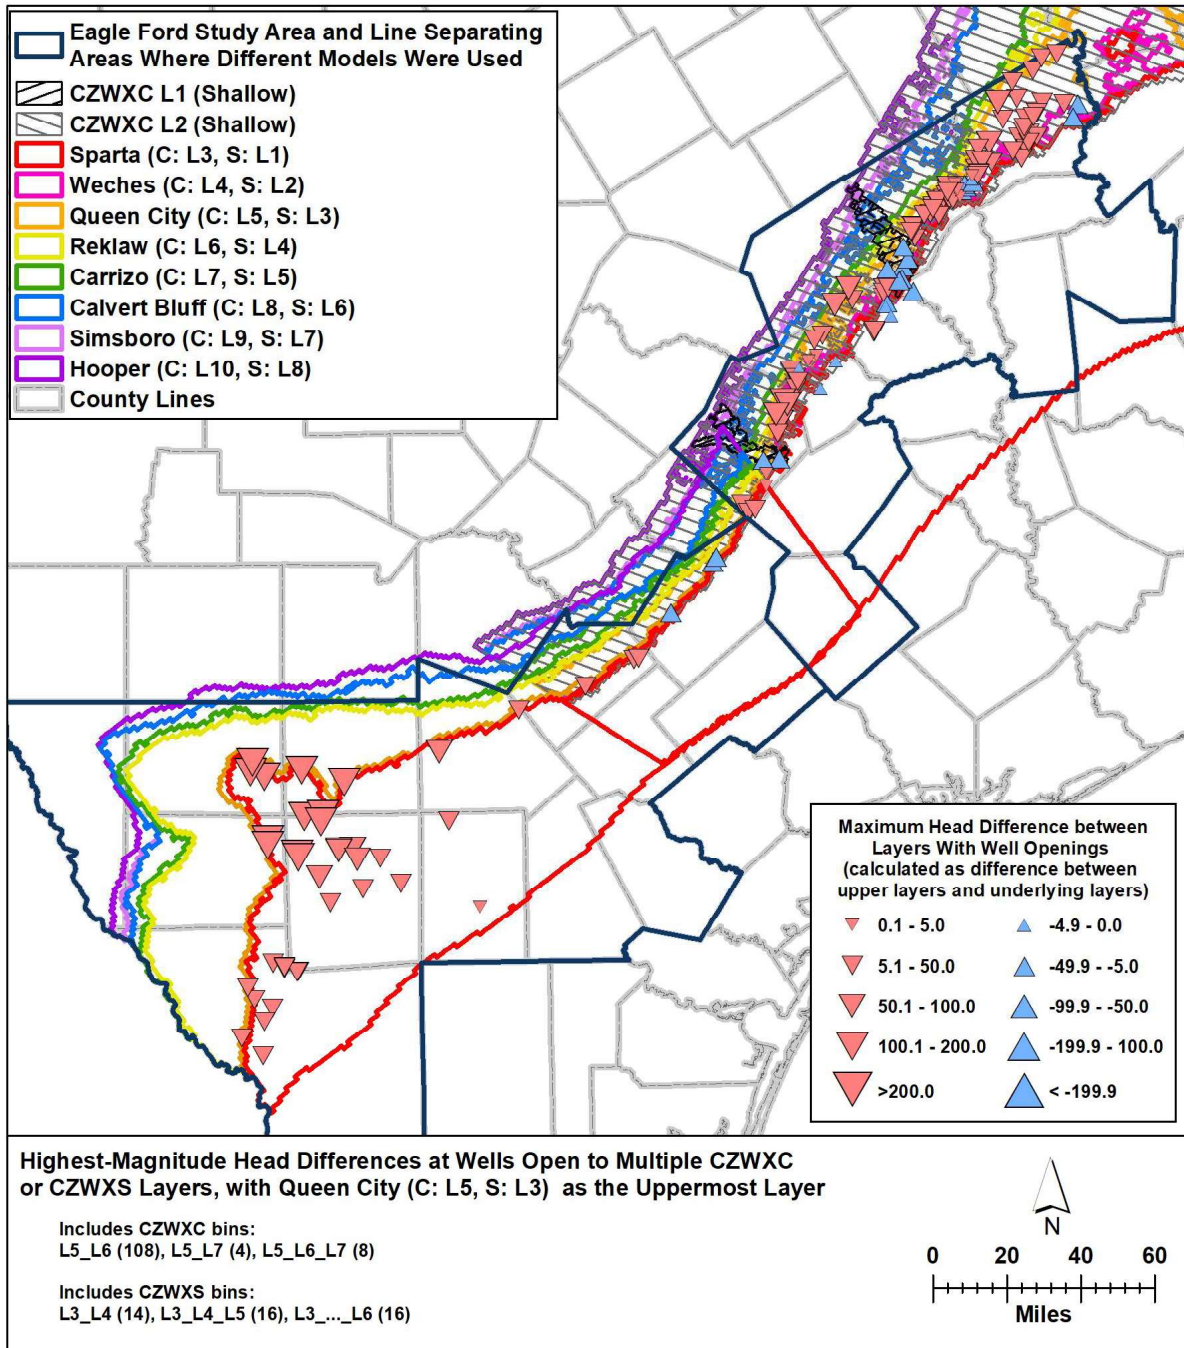 Eagle Ford Study Area and Line Separating
Areas Where Different Models Were Used
CZWXC L1 (Shallow)
CZWXC L2 (Shallow)
Sparta (C: L3, S: L1)
Weches (C: L4, S: L2)
Queen City (C: L5, S: L3)
Reklaw (C: L6, S: L4)
Carrizo (C: L7, S: L5)
Calvert Bluff (C: L8, S: L6)
Simsboro (C: L9, S: L7)
Hooper (C: L10, S: L8)
County Lines
Maximum Head Difference between
Layers With Well Openings
(calculated as difference between
upper layers and underlying layers)
0.1 - 5.0
-4.9 - 0.0
5.1 - 50.0
-49.9 - -5.0
50.1 - 100.0
-99.9 - -50.0
100.1 - 200.0
-199.9 - 100.0
>200.0
< -199.9
Highest-Magnitude Head Differences at Wells Open to Multiple CZWXC
or CZWXS Layers, with Queen City (C: L5, S: L3) as the Uppermost Layer
Includes CZWXC bins:
L5_L6 (108), L5_L7 (4), L5_L6_L7 (8)
Includes CZWXS bins:
L3_L4 (14), L3_L4_L5 (16), L3_..._L6 (16)
N
0 20 40 60
Miles